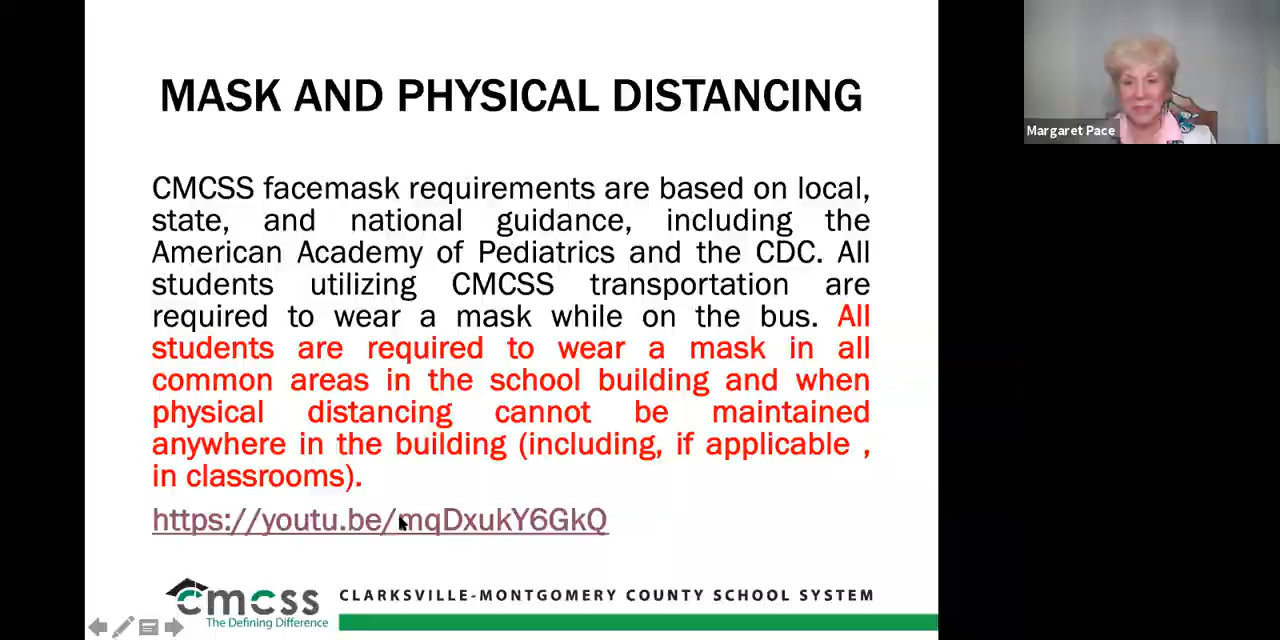 MASK AND PHYSICAL DISTANCING
Margaret Pace
CMCSS facemask requirements are based on local,
state, and national guidance, including the
American Academy of Pediatrics and the CDC. All
students utilizing CMCSS transportation are
required to wear a mask while on the bus. All
students are required to wear a mask in all
common areas in the school building and when
physical distancing cannot be maintained
anywhere in the building (including, if applicable ,
in classrooms).
https://youtu.be/mqDxukY6GkQ
cmcss
The Defining Difference
CLARKSVILLE-MONTGOMERY COUNTY SCHOOL SYSTEM